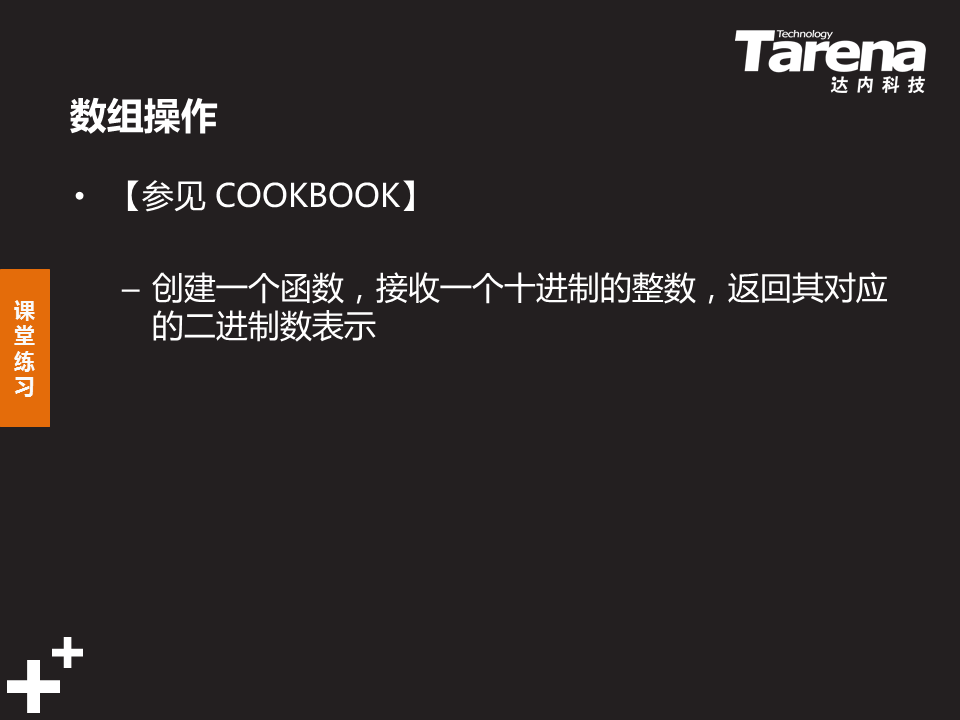 Technology
Tarena
达内科技
数组操作
• 【参见 COOKBOOK】
– 创建一个函数，接收一个十进制的整数，返回其对应
的二进制数表示
课
堂
练
习